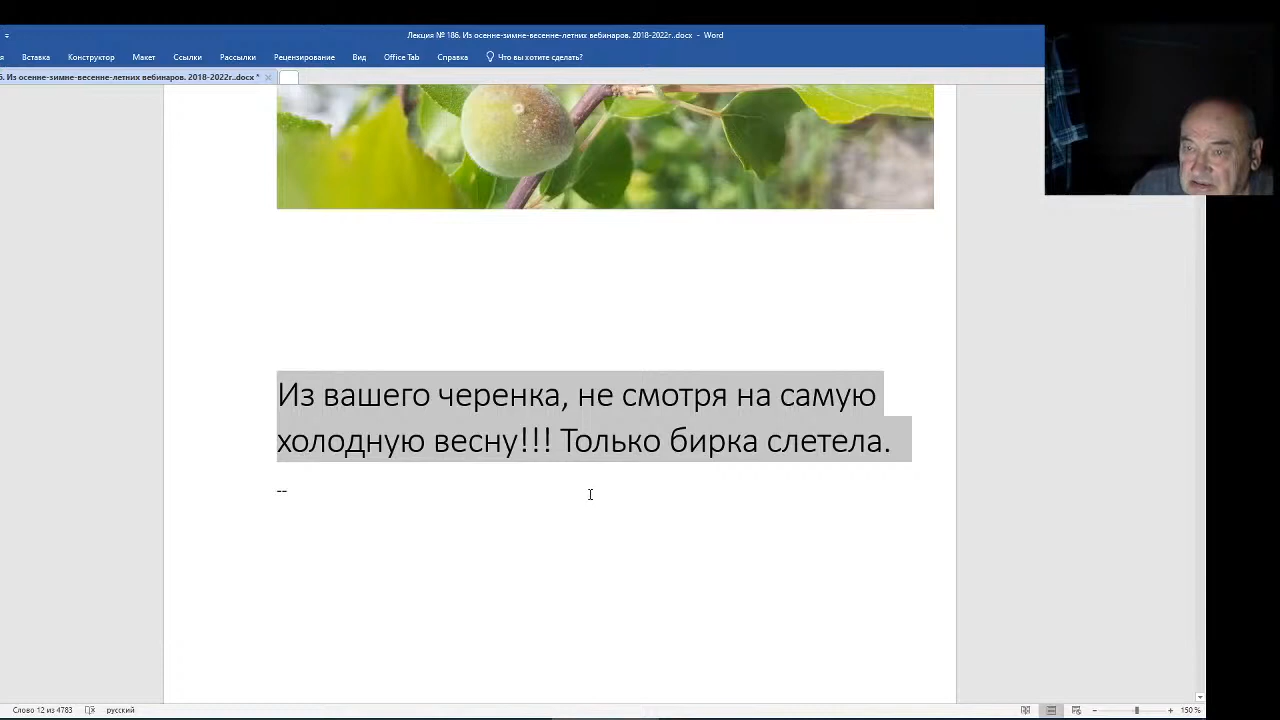 Лекция № 186. Из осенне-зимне-весенне-летних вебинаров. 2018-2022г..docx - Word
Вставка Конструктор Макет Ссылки Рассылки Рецензирование Вид Office Tab Справка Что вы хотите сделать?
6. Из осенне-зимне-весенне-летних вебинаров. 2018-2022г..docx *
Из вашего черенка, не смотря на самую
холодную весну!!! Только бирка слетела.
--
Слово 12 из 4783 русский 150 %